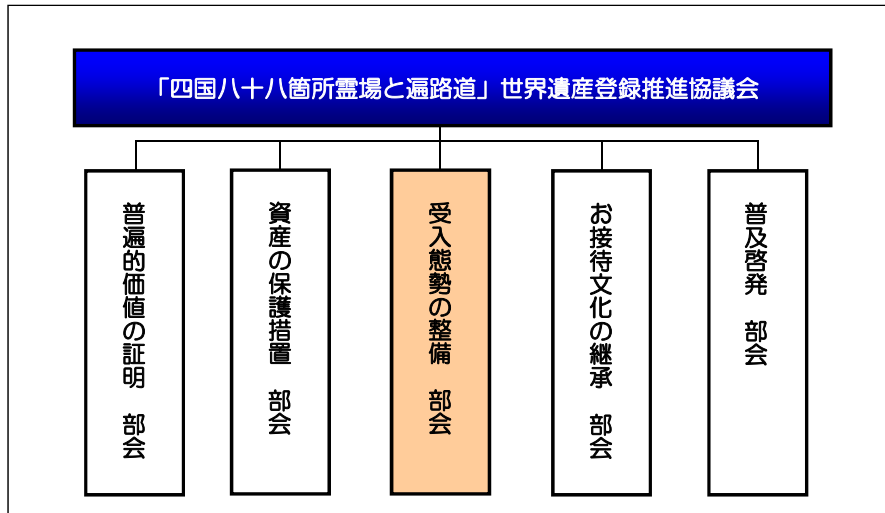 「四国八十八箇所霊場と遍路道」世界遺産登録推進協議会
普遍的価値の証明 部会
資産の保護措置 部会
受入態勢の整備 部会
お接待文化の継承 部会
普及啓発 部会